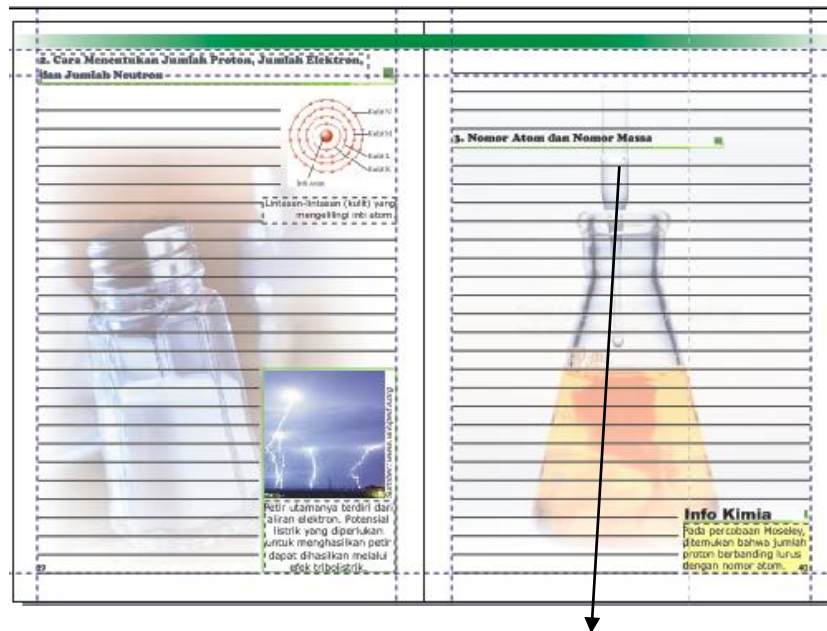 2. Cara Menentukan Jumlah Proton, Jumlah Elektron,
dan Jumlah Neutron
Kulit N
Kulit M
Kulit L
Kulit K
Inti atom
Lintasan-lintasan (kulit) yang
mengelilingi inti atom.
Petir utamanya terdiri dari
aliran elektron. Potensial
listrik yang diperlukan
untuk menghasilkan petir
dapat dihasilkan melalui
efek tribolistrik.
3. Nomor Atom dan Nomor Massa
Info Kimia
Pada percobaan Moseley,
ditemukan bahwa jumlah
proton berbanding lurus
dengan nomor atom.
40